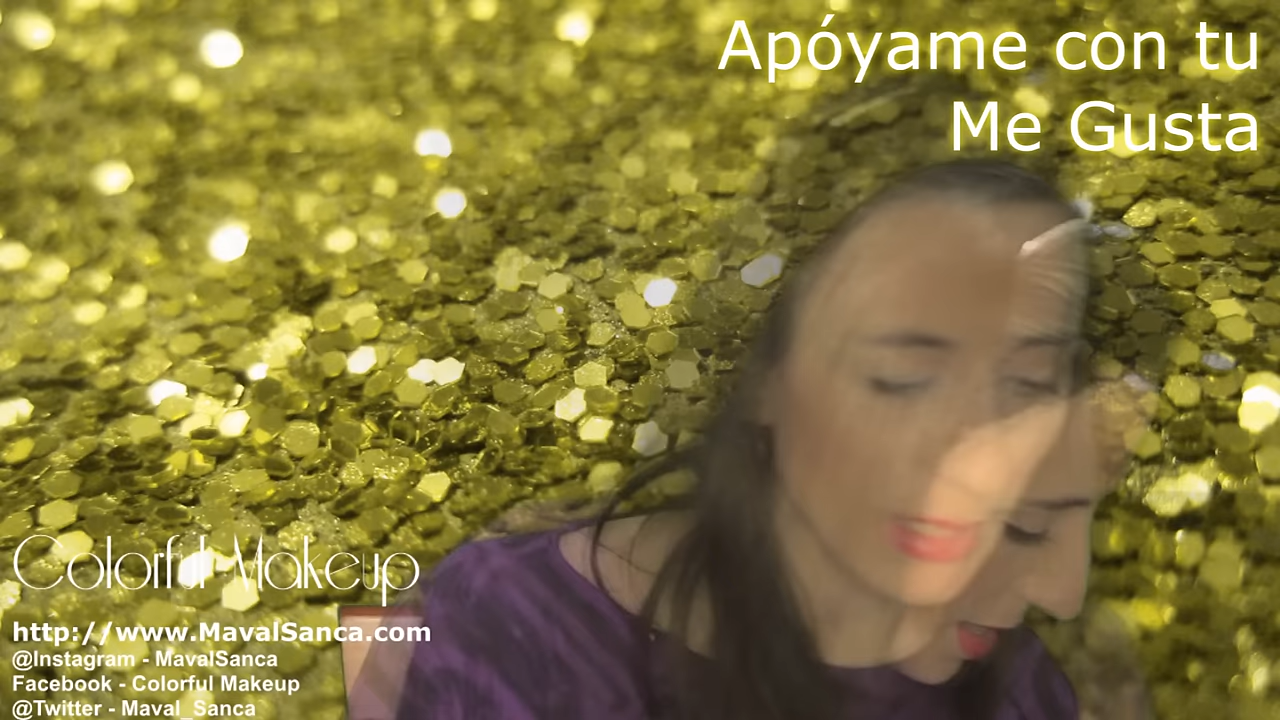 Apóyame con tu
Me Gusta
Colorful Makeup
http://www.MavalSanca.com
@Instagram - MavalSanca
Facebook - Colorful Makeup
@Twitter - Maval_Sanca